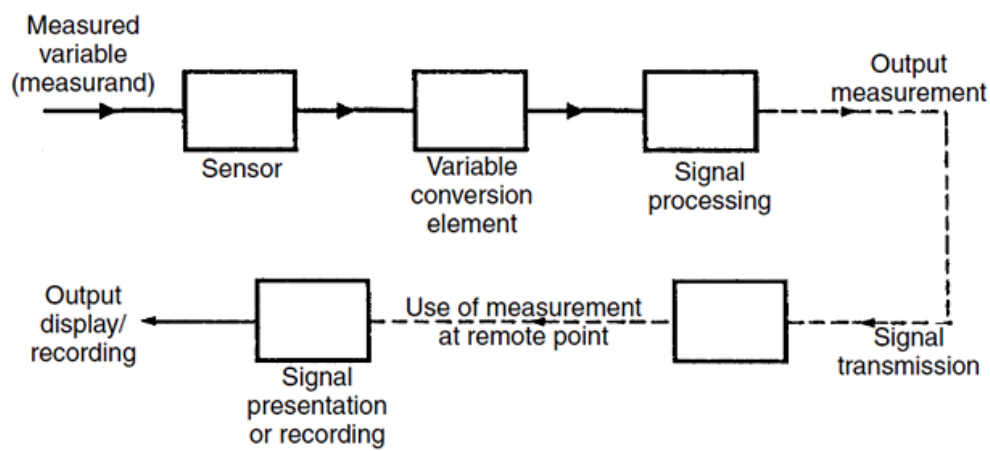 Measured
variable
(measurand)
Sensor
Variable
conversion
element
Signal
processing
Output
measurement
Output
display/
recording
Signal
presentation
or recording
Use of measurement
at remote point
Signal
transmission